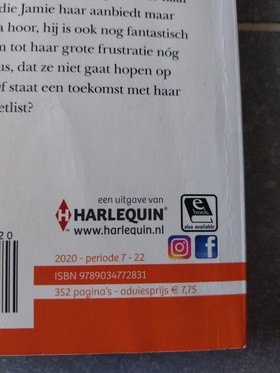 die Jamie haar aanbiedt maar
hoor, hij is ook nog fantastisch
tot haar grote frustratie nóg
dat ze niet gaat hopen op
staat een toekomst met haar
een uitgave van
HARLEQUIN®
™ www.harlequin.nl
e
book
also available
2020 - periode 7 - 22
ISBN 9789034772831
352 pagina's - adviesprijs € 7,75